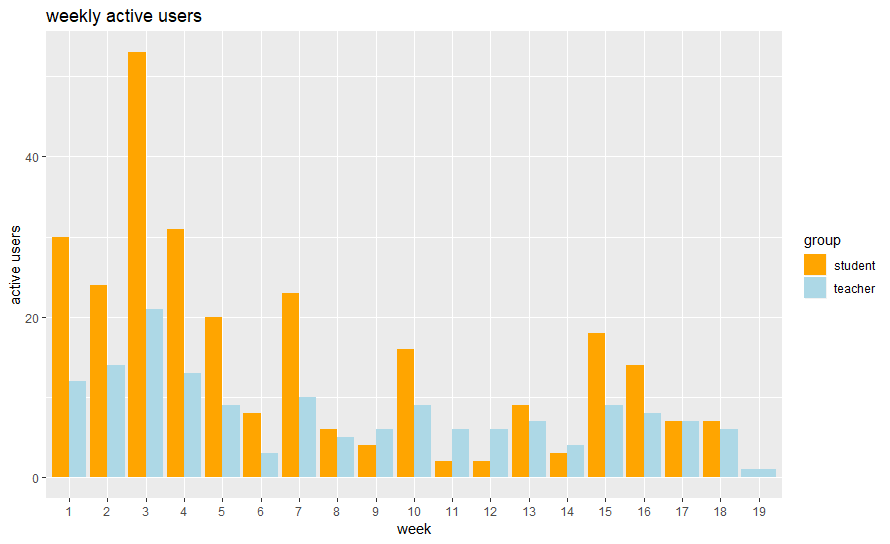 weekly active users
active users
40
20
0
1 2 3 4 5 6 7 8 9 10 11 12 13 14 15 16 17 18 19
week
group
student
teacher